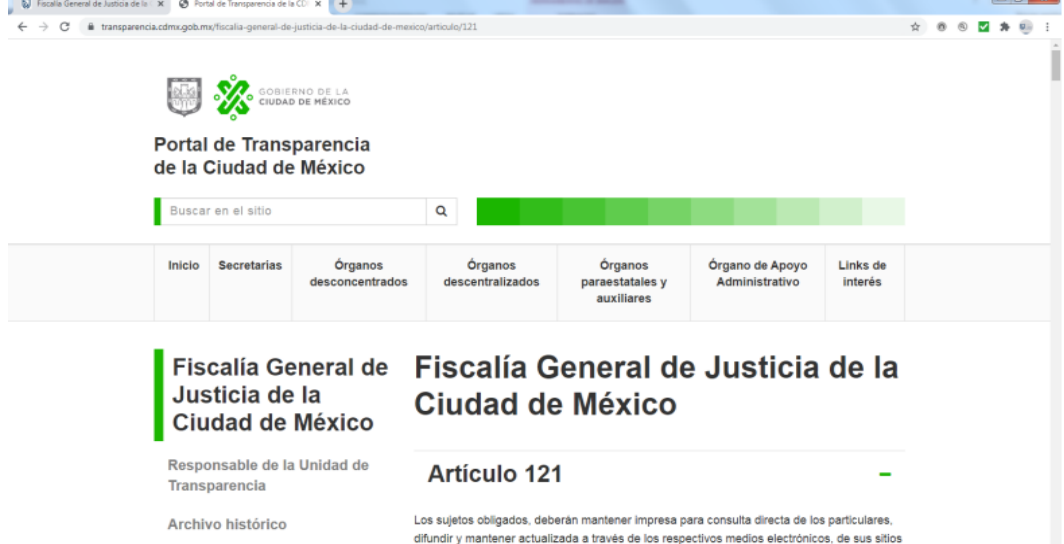 Fiscalía General de Justicia de la
Portal de Transparencia de la CD
transparencia.cdmx.gob.mx/fiscalia-general-de-justicia-de-la-ciudad-de-mexico/articulo/121
GOBIERNO DE LA
CIUDAD DE MÉXICO
Portal de Transparencia
de la Ciudad de México
Buscar en el sitio
Inicio
Secretarías
Órganos
desconcentrados
Órganos
descentralizados
Órganos
paraestatales y
auxiliares
Órgano de Apoyo
Administrativo
Links de
interés
Fiscalía General de
Justicia de la
Ciudad de México
Responsable de la Unidad de
Transparencia
Archivo histórico
Fiscalía General de Justicia de la
Ciudad de México
Artículo 121
Los sujetos obligados, deberán mantener impresa para consulta directa de los particulares,
difundir y mantener actualizada a través de los respectivos medios electrónicos, de sus sitios